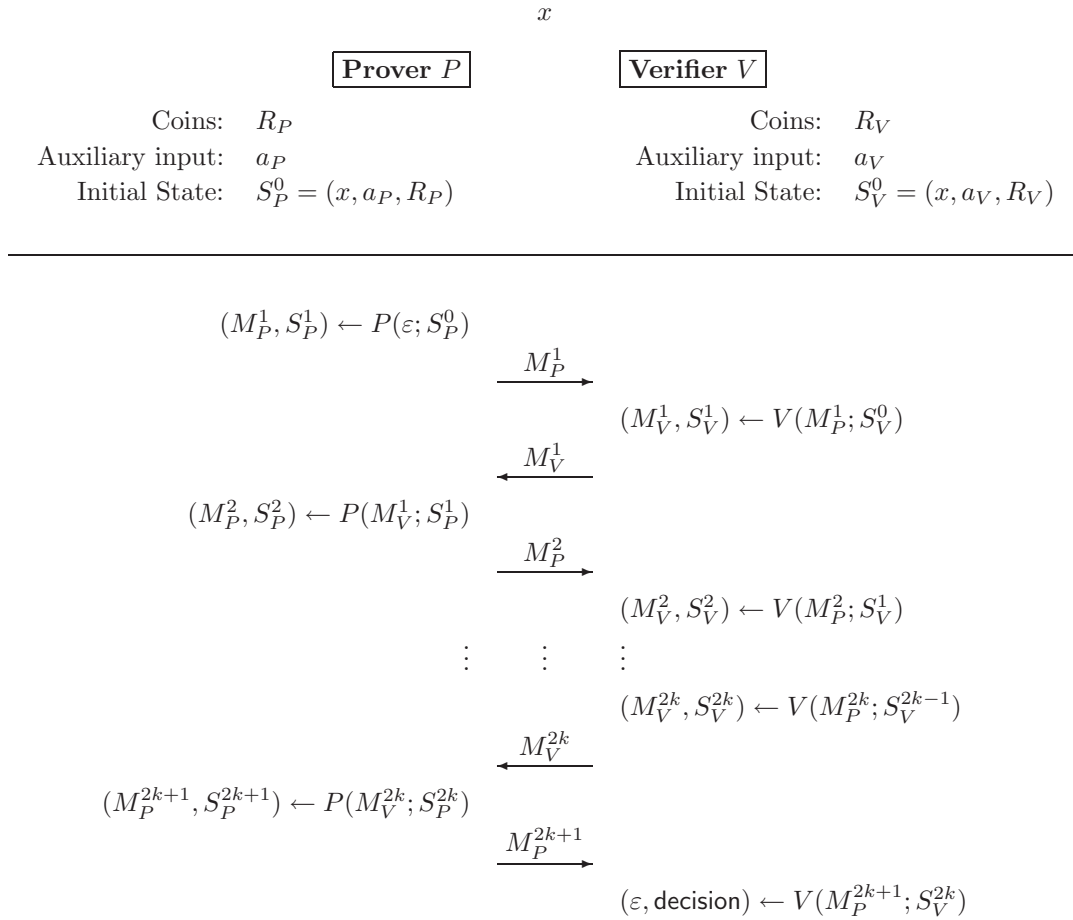 x
Prover P Verifier V
Coins: R_P Coins: R_V
Auxiliary input: a_P Auxiliary input: a_V
Initial State: S_P^0 = (x, a_P, R_P) Initial State: S_V^0 = (x, a_V, R_V)
(M_P^1, S_P^1) ← P(ε; S_P^0)
M_P^1
(M_V^1, S_V^1) ← V(M_P^1; S_V^0)
M_V^1
(M_P^2, S_P^2) ← P(M_V^1; S_P^1)
M_P^2
(M_V^2, S_V^2) ← V(M_P^2; S_V^1)
⋮ ⋮ ⋮
(M_V^{2k}, S_V^{2k}) ← V(M_P^{2k}; S_V^{2k−1})
M_V^{2k}
(M_P^{2k+1}, S_P^{2k+1}) ← P(M_V^{2k}; S_P^{2k})
M_P^{2k+1}
(ε, decision) ← V(M_P^{2k+1}; S_V^{2k})